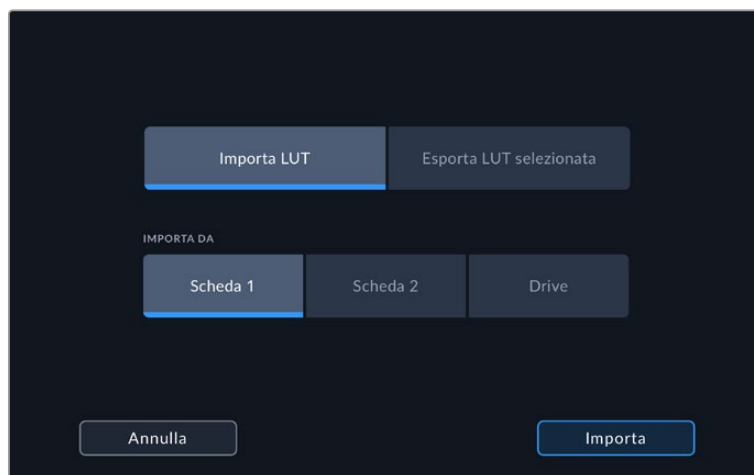 Importa LUT Esporta LUT selezionata
IMPORTA DA
Scheda 1 Scheda 2 Drive
Annulla Importa